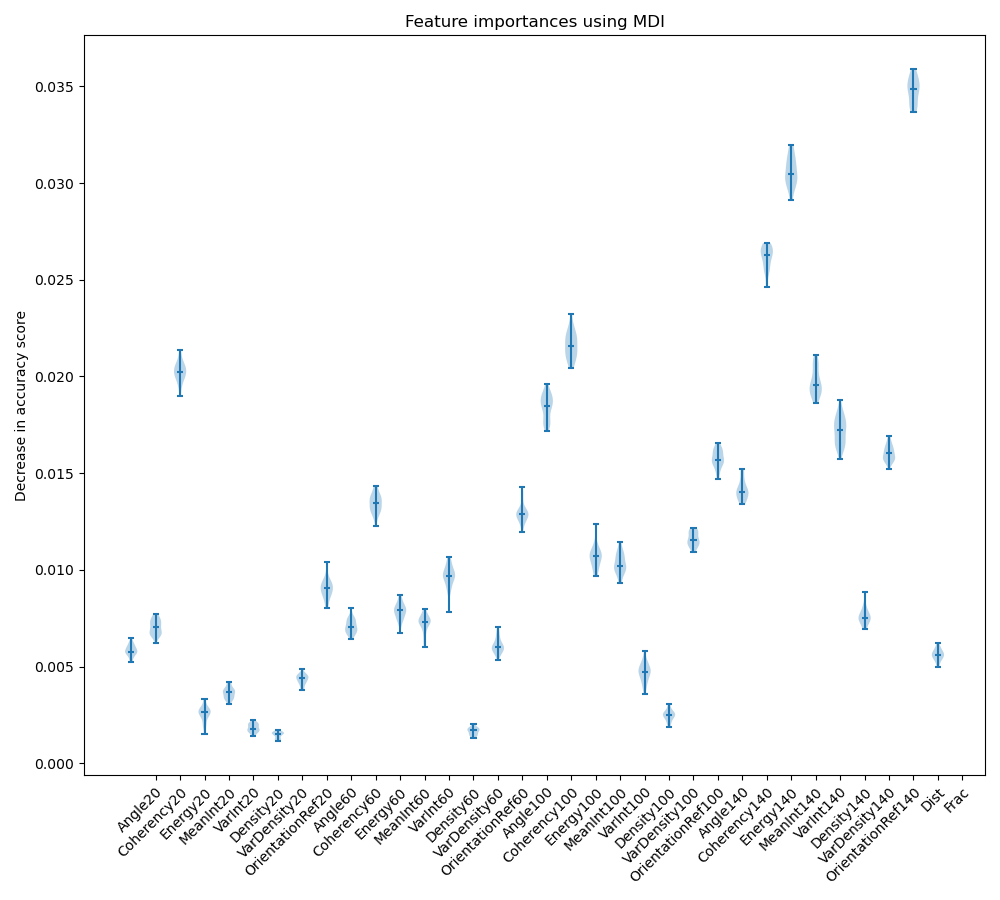 Feature importances using MDI
Decrease in accuracy score
0.035
0.030
0.025
0.020
0.015
0.010
0.005
0.000
Angle20
Coherency20
Energy20
MeanInt20
VarInt20
Density20
VarDensity20
OrientationRef20
Angle60
Coherency60
Energy60
MeanInt60
VarInt60
Density60
VarDensity60
OrientationRef60
Angle100
Coherency100
Energy100
MeanInt100
VarInt100
Density100
VarDensity100
OrientationRef100
Angle140
Coherency140
Energy140
MeanInt140
VarInt140
Density140
VarDensity140
OrientationRef140
Dist
Frac